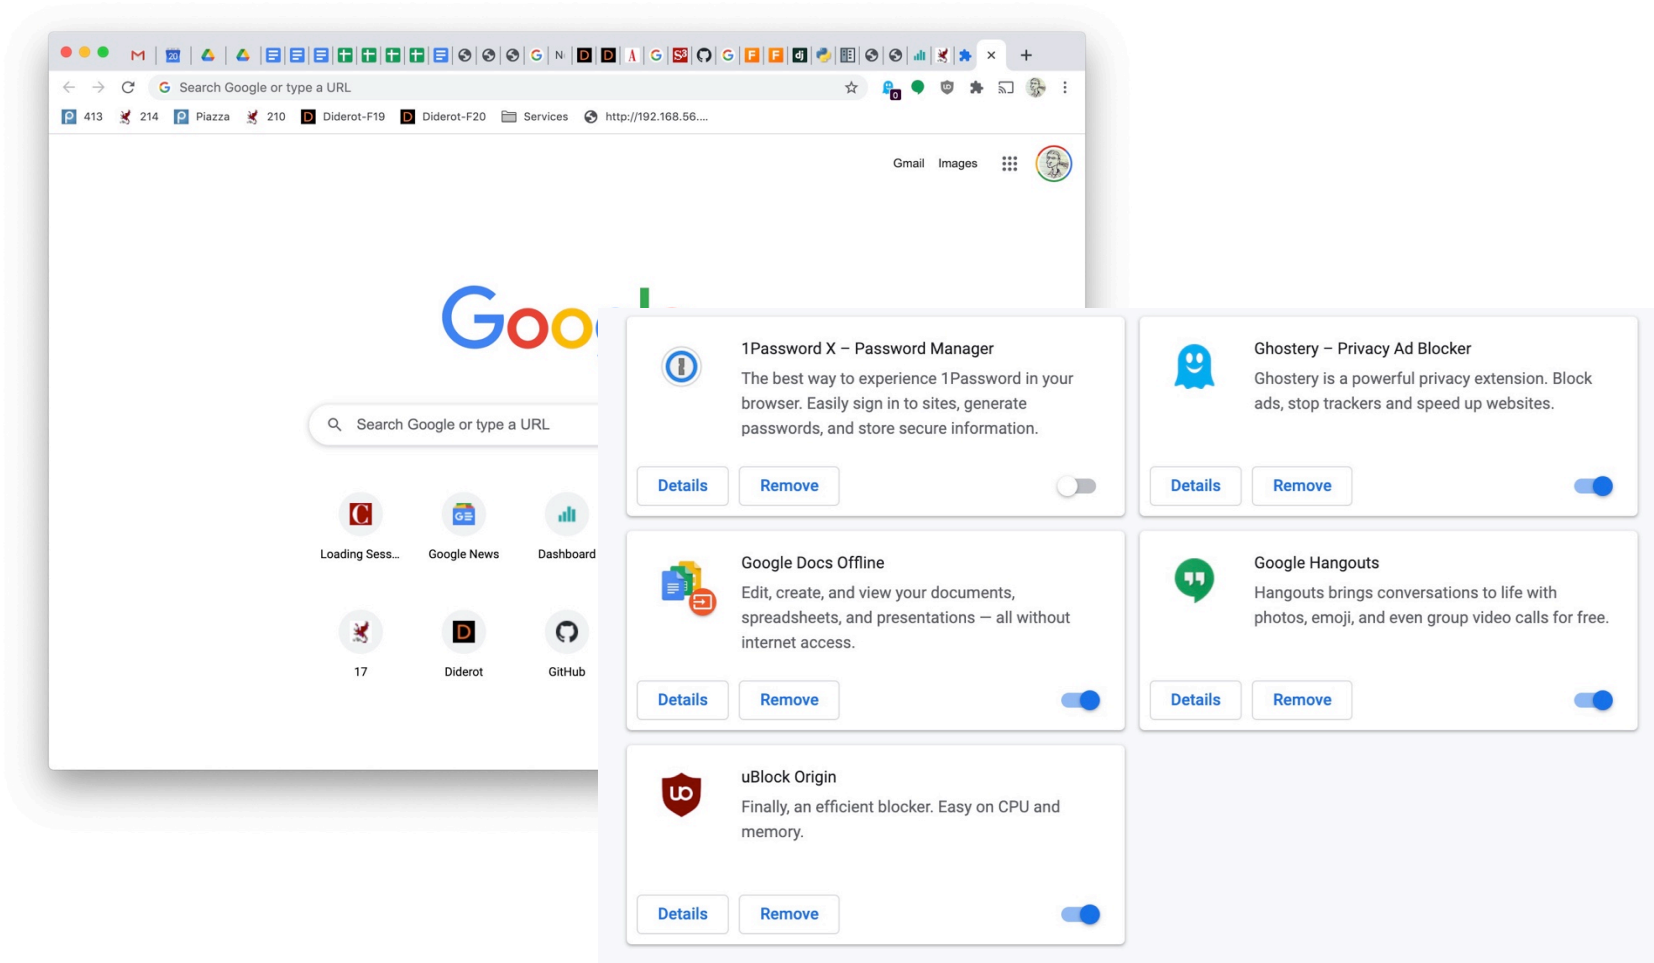 20
N
D
D
A
G
S3
G
F
F
dj
Search Google or type a URL
0
413
214
Piazza
210
Diderot-F19
Diderot-F20
Services
http://192.168.56....
Gmail
Images
Goo
Search Google or type a URL
Loading Sess...
Google News
Dashboard
17
Diderot
GitHub
1Password X – Password Manager
The best way to experience 1Password in your
browser. Easily sign in to sites, generate
passwords, and store secure information.
Details
Remove
Ghostery – Privacy Ad Blocker
Ghostery is a powerful privacy extension. Block
ads, stop trackers and speed up websites.
Details
Remove
Google Docs Offline
Edit, create, and view your documents,
spreadsheets, and presentations — all without
internet access.
Details
Remove
Google Hangouts
Hangouts brings conversations to life with
photos, emoji, and even group video calls for free.
Details
Remove
uBlock Origin
Finally, an efficient blocker. Easy on CPU and
memory.
Details
Remove